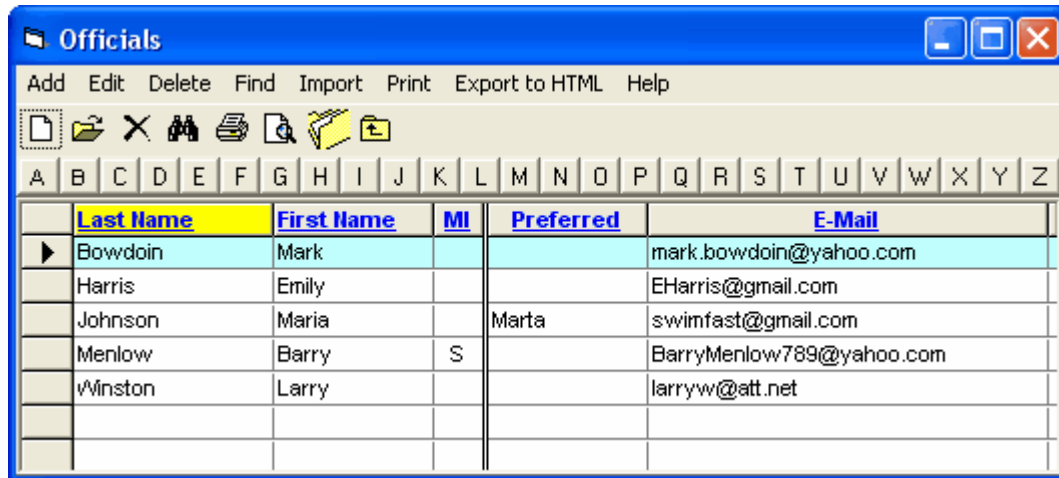 Officials
Add Edit Delete Find Import Print Export to HTML Help
A B C D E F G H I J K L M N O P Q R S T U V W X Y Z
Last Name First Name MI Preferred E-Mail
Bowdoin Mark mark.bowdoin@yahoo.com
Harris Emily EHarris@gmail.com
Johnson Maria Marta swimfast@gmail.com
Menlow Barry S BarryMenlow789@yahoo.com
Winston Larry larryw@att.net